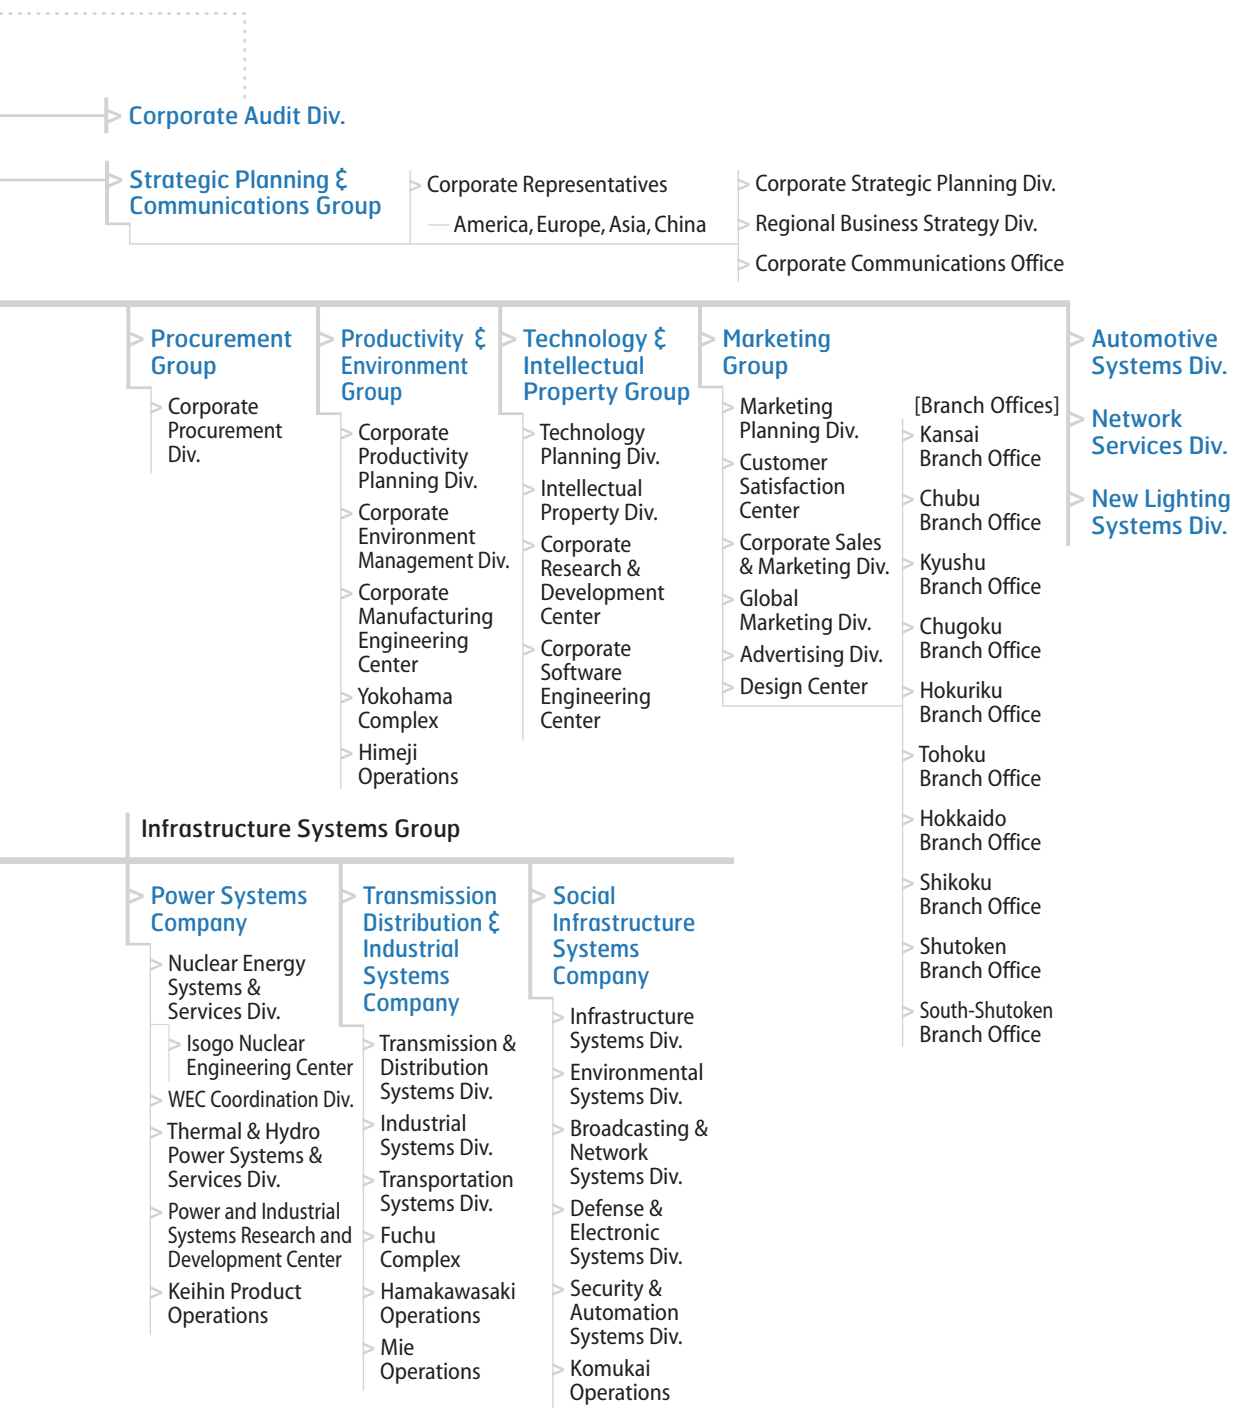 Corporate Audit Div.
Strategic Planning &
Communications Group
Corporate Representatives
America, Europe, Asia, China
Corporate Strategic Planning Div.
Regional Business Strategy Div.
Corporate Communications Office
Procurement
Group
Corporate
Procurement
Div.
Productivity &
Environment
Group
Corporate
Productivity
Planning Div.
Corporate
Environment
Management Div.
Corporate
Manufacturing
Engineering
Center
Yokohama
Complex
Himeji
Operations
Technology &
Intellectual
Property Group
Technology
Planning Div.
Intellectual
Property Div.
Corporate
Research &
Development
Center
Corporate
Software
Engineering
Center
Marketing
Group
Marketing
Planning Div.
Customer
Satisfaction
Center
Corporate Sales
& Marketing Div.
Global
Marketing Div.
Advertising Div.
Design Center
[Branch Offices]
Kansai
Branch Office
Chubu
Branch Office
Kyushu
Branch Office
Chugoku
Branch Office
Hokuriku
Branch Office
Tohoku
Branch Office
Hokkaido
Branch Office
Shikoku
Branch Office
Shutoken
Branch Office
South-Shutoken
Branch Office
Automotive
Systems Div.
Network
Services Div.
New Lighting
Systems Div.
Infrastructure Systems Group
Power Systems
Company
Nuclear Energy
Systems &
Services Div.
Isogo Nuclear
Engineering Center
WEC Coordination Div.
Thermal & Hydro
Power Systems &
Services Div.
Power and Industrial
Systems Research and
Development Center
Keihin Product
Operations
Transmission
Distribution &
Industrial
Systems
Company
Transmission &
Distribution
Systems Div.
Industrial
Systems Div.
Transportation
Systems Div.
Fuchu
Complex
Hamakawasaki
Operations
Mie
Operations
Social
Infrastructure
Systems
Company
Infrastructure
Systems Div.
Environmental
Systems Div.
Broadcasting &
Network
Systems Div.
Defense &
Electronic
Systems Div.
Security &
Automation
Systems Div.
Komukai
Operations